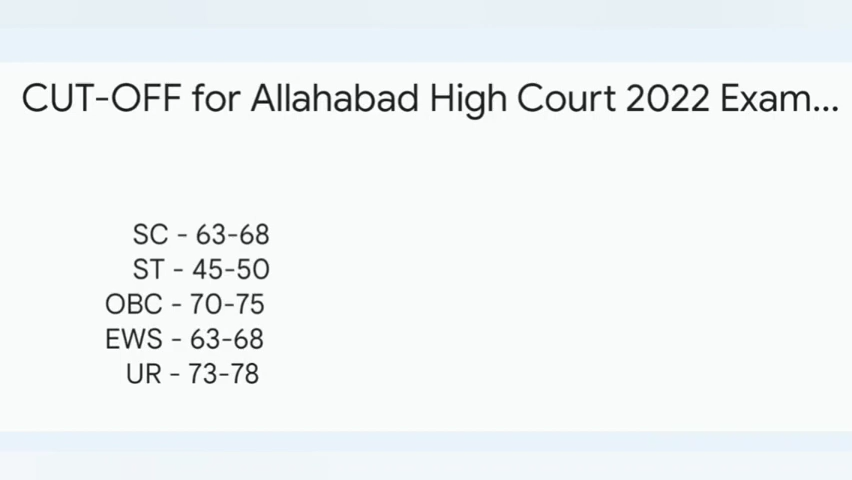 CUT-OFF for Allahabad High Court 2022 Exam...
SC - 63-68
ST - 45-50
OBC - 70-75
EWS - 63-68
UR - 73-78